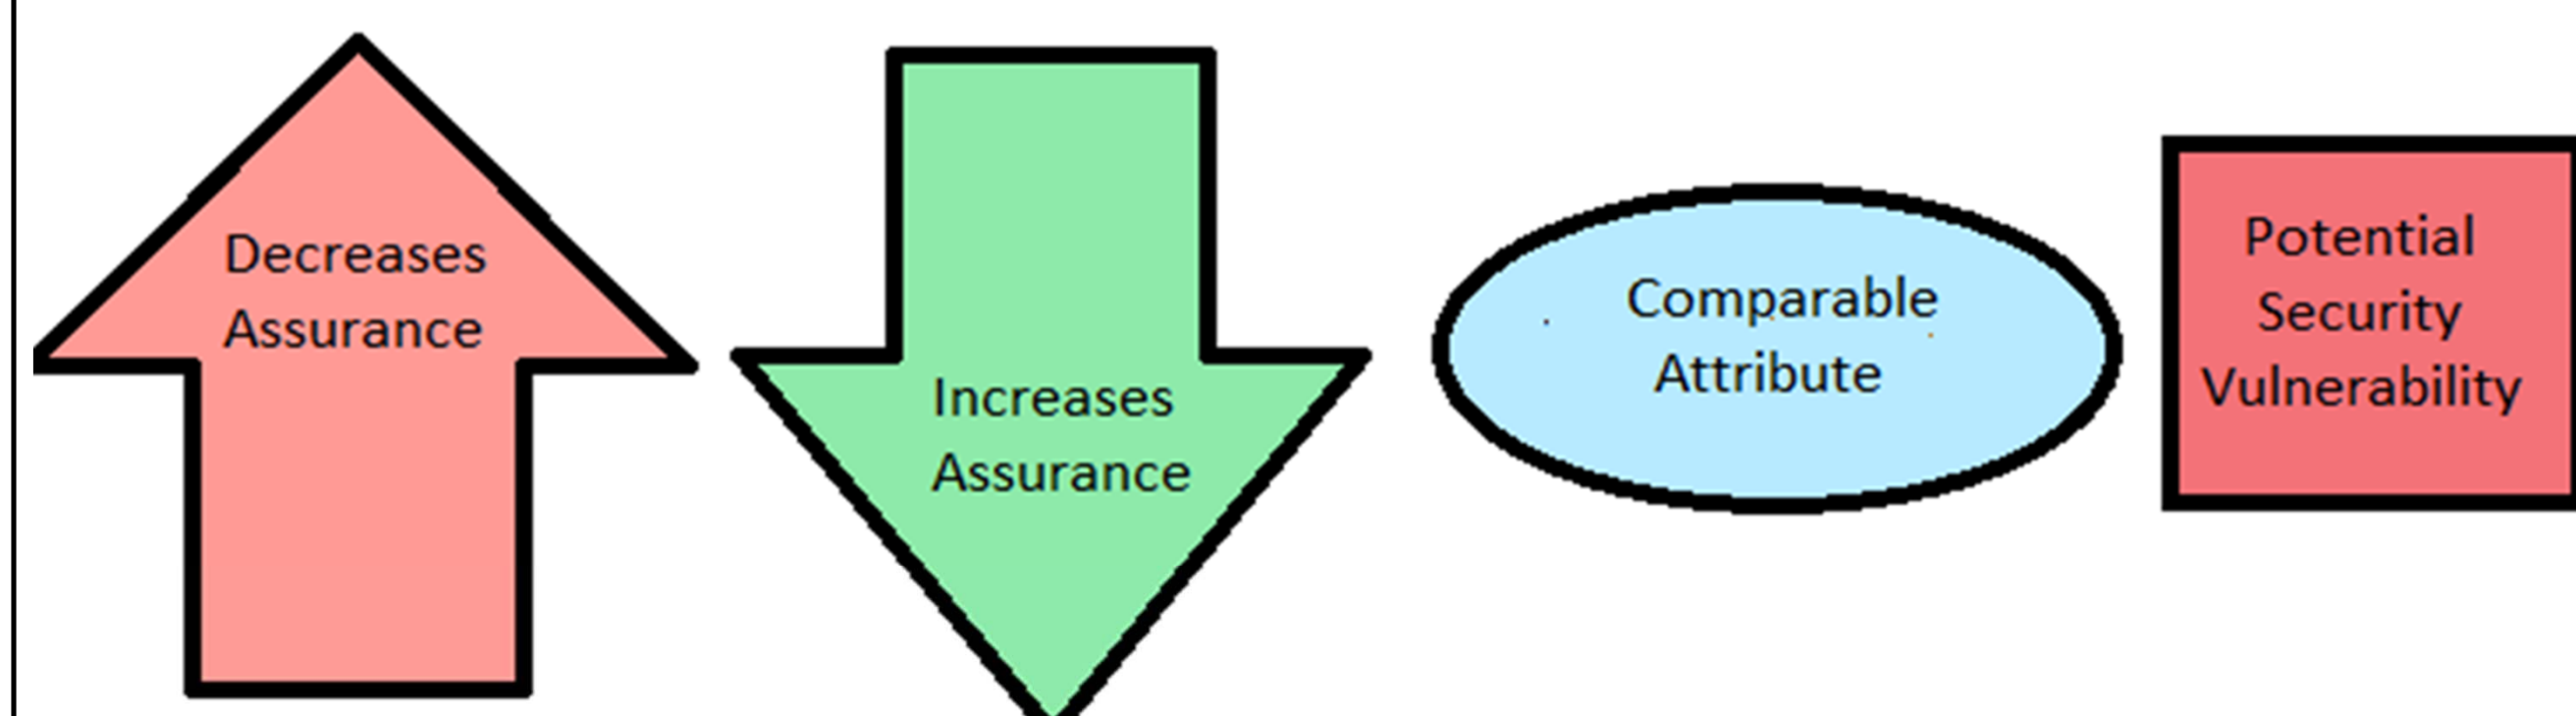 Decreases
Assurance
Increases
Assurance
Comparable
Attribute
Potential
Security
Vulnerability